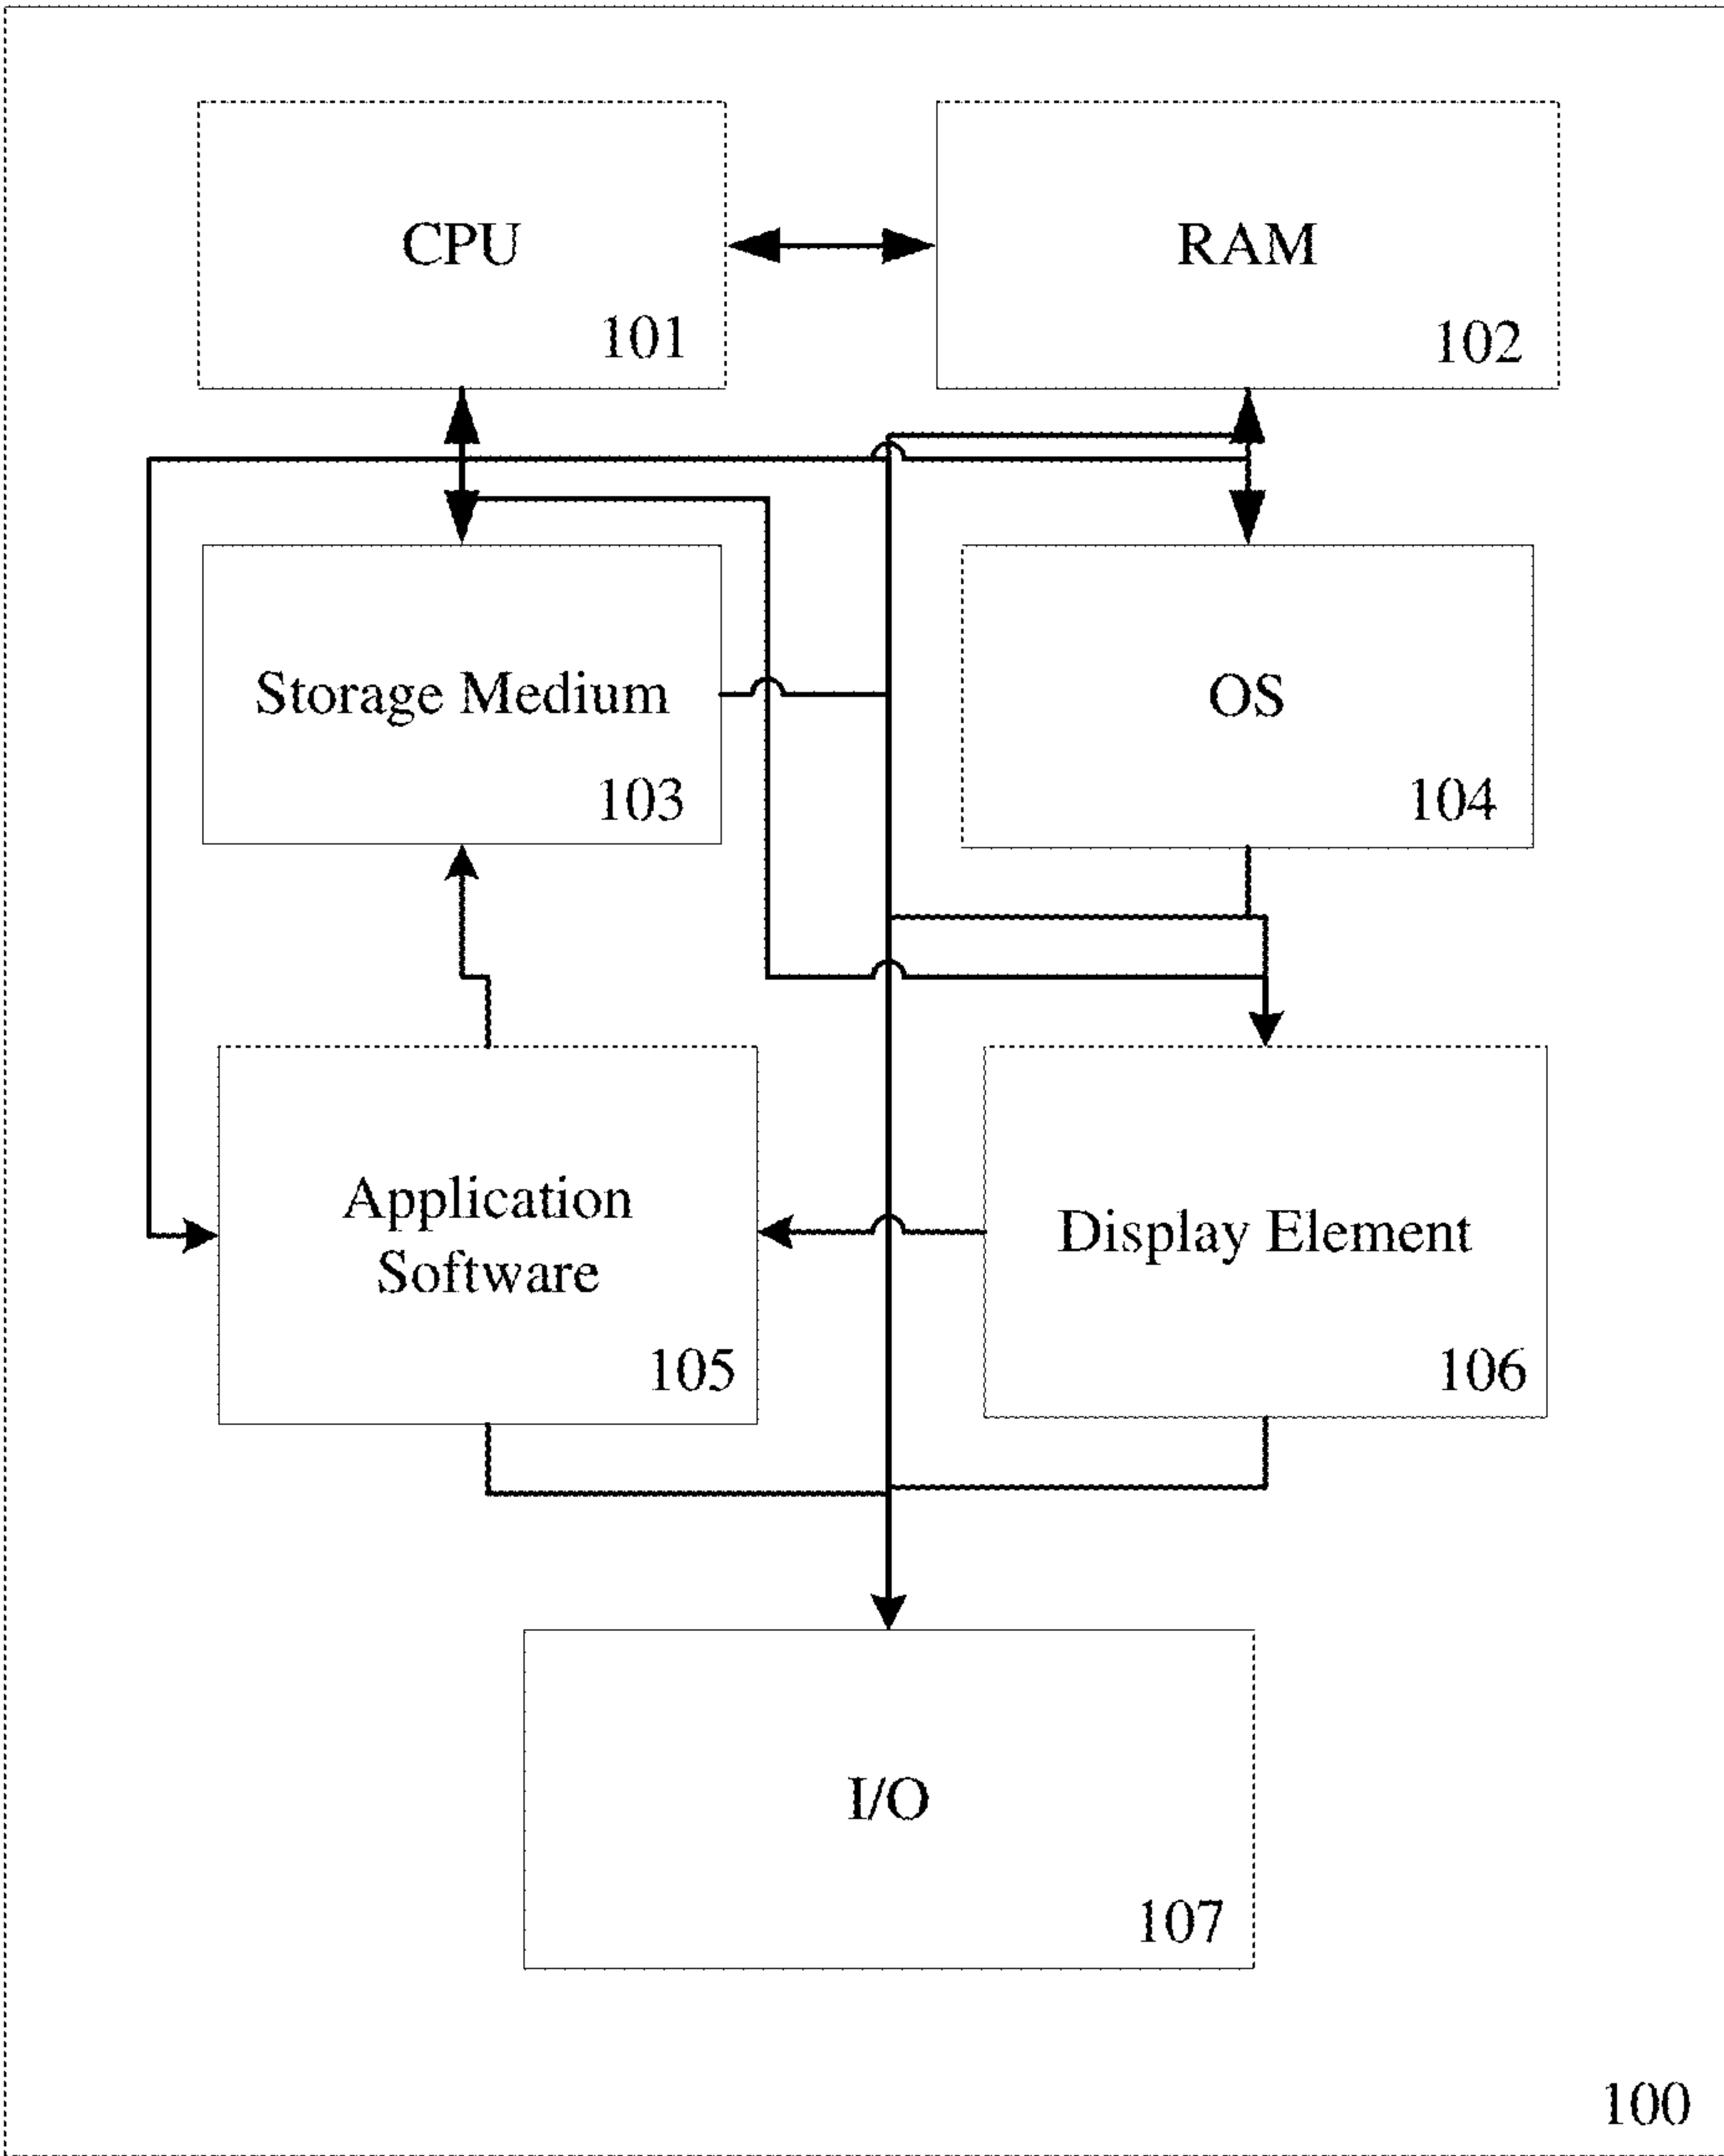 CPU
101
RAM
102
Storage Medium
103
OS
104
Application
Software
105
Display Element
106
I/O
107
100